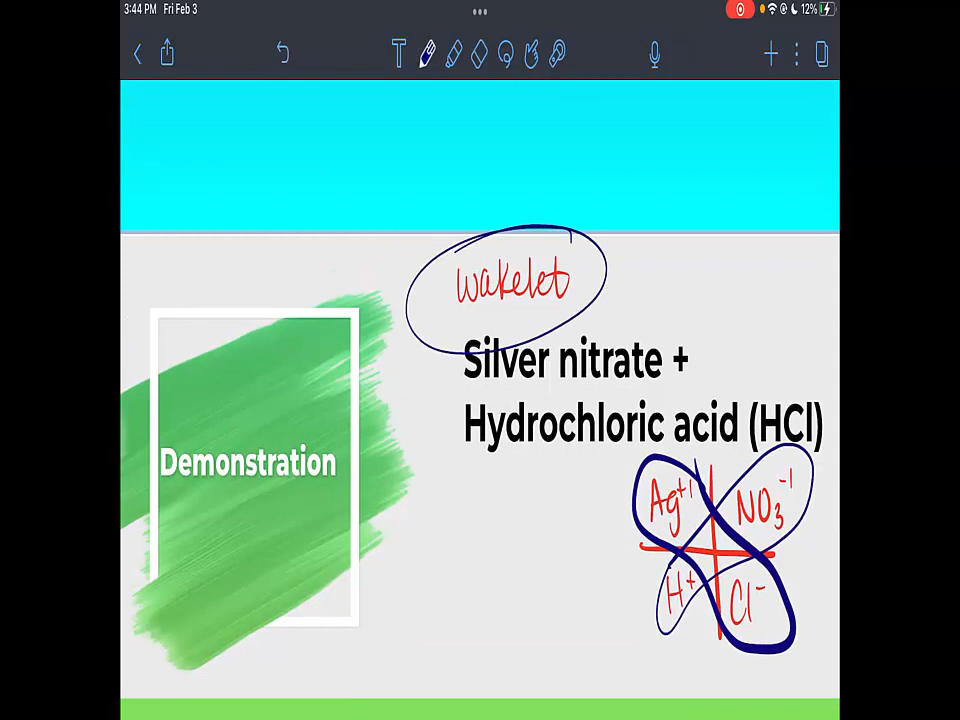 3:44 PM Fri Feb 3
12%
T
wakelet
Silver nitrate +
Hydrochloric acid (HCl)
Demonstration
Ag⁺¹ NO₃⁻¹
H⁺ Cl⁻